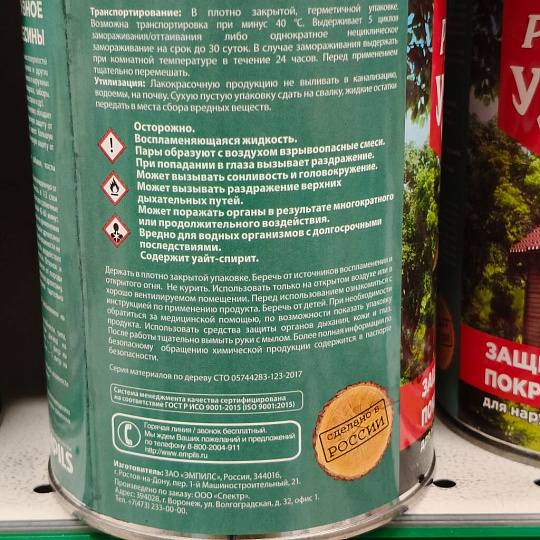 Транспортирование: В плотно закрытой, герметичной упаковке.
Возможна транспортировка при минус 40 °С. Выдерживает 5 циклов
замораживания/оттаивания либо однократное нециклическое
замораживание на срок до 30 суток. В случае замораживания выдержать
при комнатной температуре в течение 24 часов. Перед применением
тщательно перемешать.
Утилизация: Лакокрасочную продукцию не выливать в канализацию,
водоемы, на почву. Сухую пустую упаковку сдать на свалку, жидкие остатки
передать в места сбора вредных веществ.
Осторожно.
Воспламеняющаяся жидкость.
Пары образуют с воздухом взрывоопасные смеси.
При попадании в глаза вызывает раздражение.
Может вызывать сонливость и головокружение.
Может вызывать раздражение верхних
дыхательных путей.
Может поражать органы в результате многократного
или продолжительного воздействия.
Вредно для водных организмов с долгосрочными
последствиями.
Содержит уайт-спирит.
Держать в плотно закрытой упаковке. Беречь от источников воспламенения и
открытого огня. Не курить. Использовать только на открытом воздухе или в
хорошо вентилируемом помещении. Перед использованием ознакомиться с
инструкцией по применению продукта. Беречь от детей. При необходимости
обратиться за медицинской помощью, по возможности показать упаковку
продукта. Использовать средства защиты органов дыхания, кожи и глаз.
После работы тщательно вымыть руки с мылом. Более полная информация по
безопасному обращению химической продукции содержится в паспорте
безопасности.
Серия материалов по дереву СТО 05744283-123-2017
Система менеджмента качества сертифицирована
на соответствие ГОСТ Р ИСО 9001-2015 (ISO 9001:2015)
Горячая линия / звонок бесплатный.
Мы ждем Ваших пожеланий и предложений
по телефону 8-800-2004-911
http://www.empils.ru
сделано в
РОССИИ
Изготовитель: ЗАО «ЭМПИЛС», Россия, 344016,
г. Ростов-на-Дону, пер. 1-й Машиностроительный, 21.
Произведено по заказу: ООО «Спектр».
Адрес: 394028, г. Воронеж, ул. Волгоградская, д. 32, офис 1.
Тел. +7(473) 233-00-00.
PILS
ЗАЩИ
ПОКР
для нару